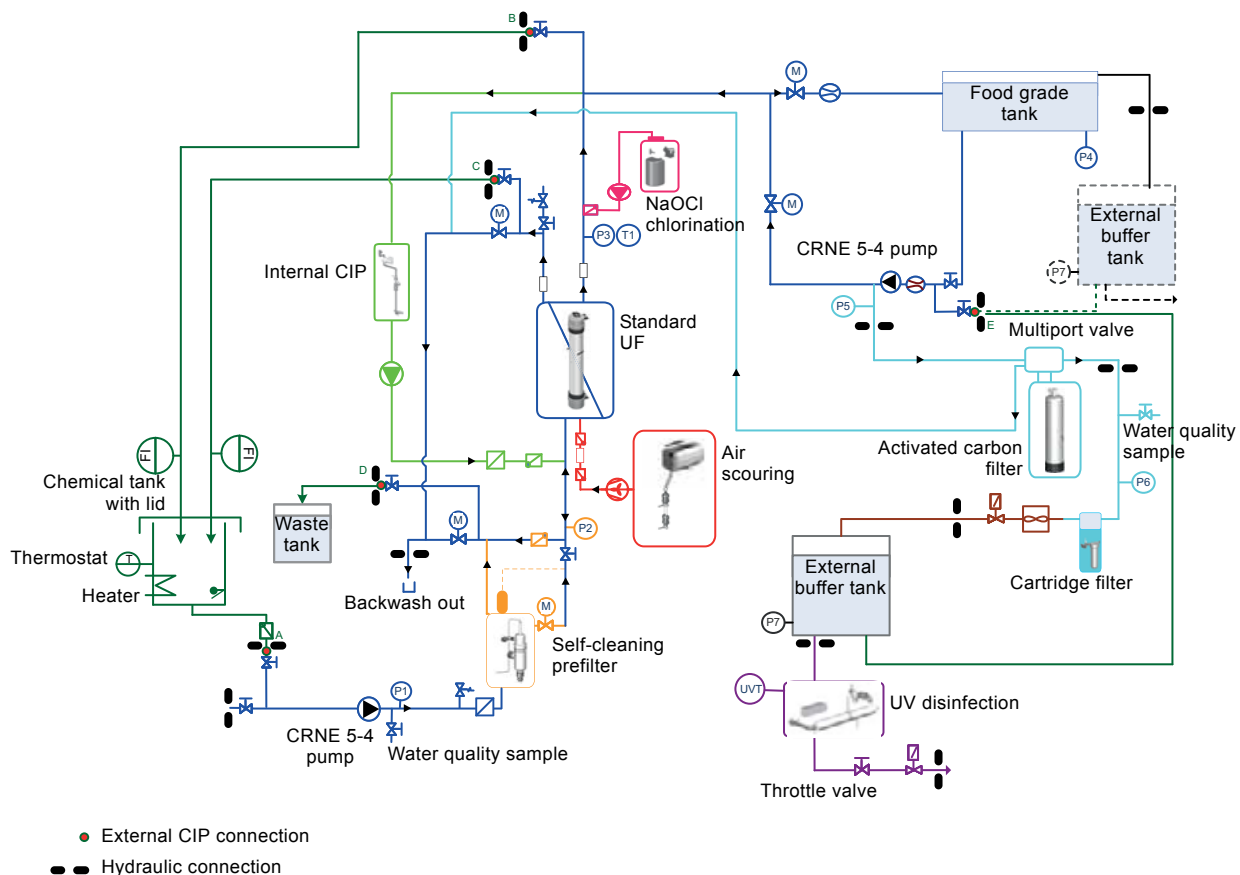 B
M
Food grade
tank
P4
C
M
NaOCl
chlorination
M
P3
T1
CRNE 5-4 pump
External
buffer
tank
P7
Internal CIP
Standard
UF
P5
E
Multiport valve
FI
FI
Chemical tank
with lid
D
Air
scouring
Activated carbon
filter
Water quality
sample
P6
Waste
tank
M
P2
Thermostat
T
Heater
Backwash out
M
Self-cleaning
prefilter
External
buffer tank
Cartridge filter
P7
A
P1
UVT
UV disinfection
CRNE 5-4
pump
Water quality sample
Throttle valve
External CIP connection
Hydraulic connection